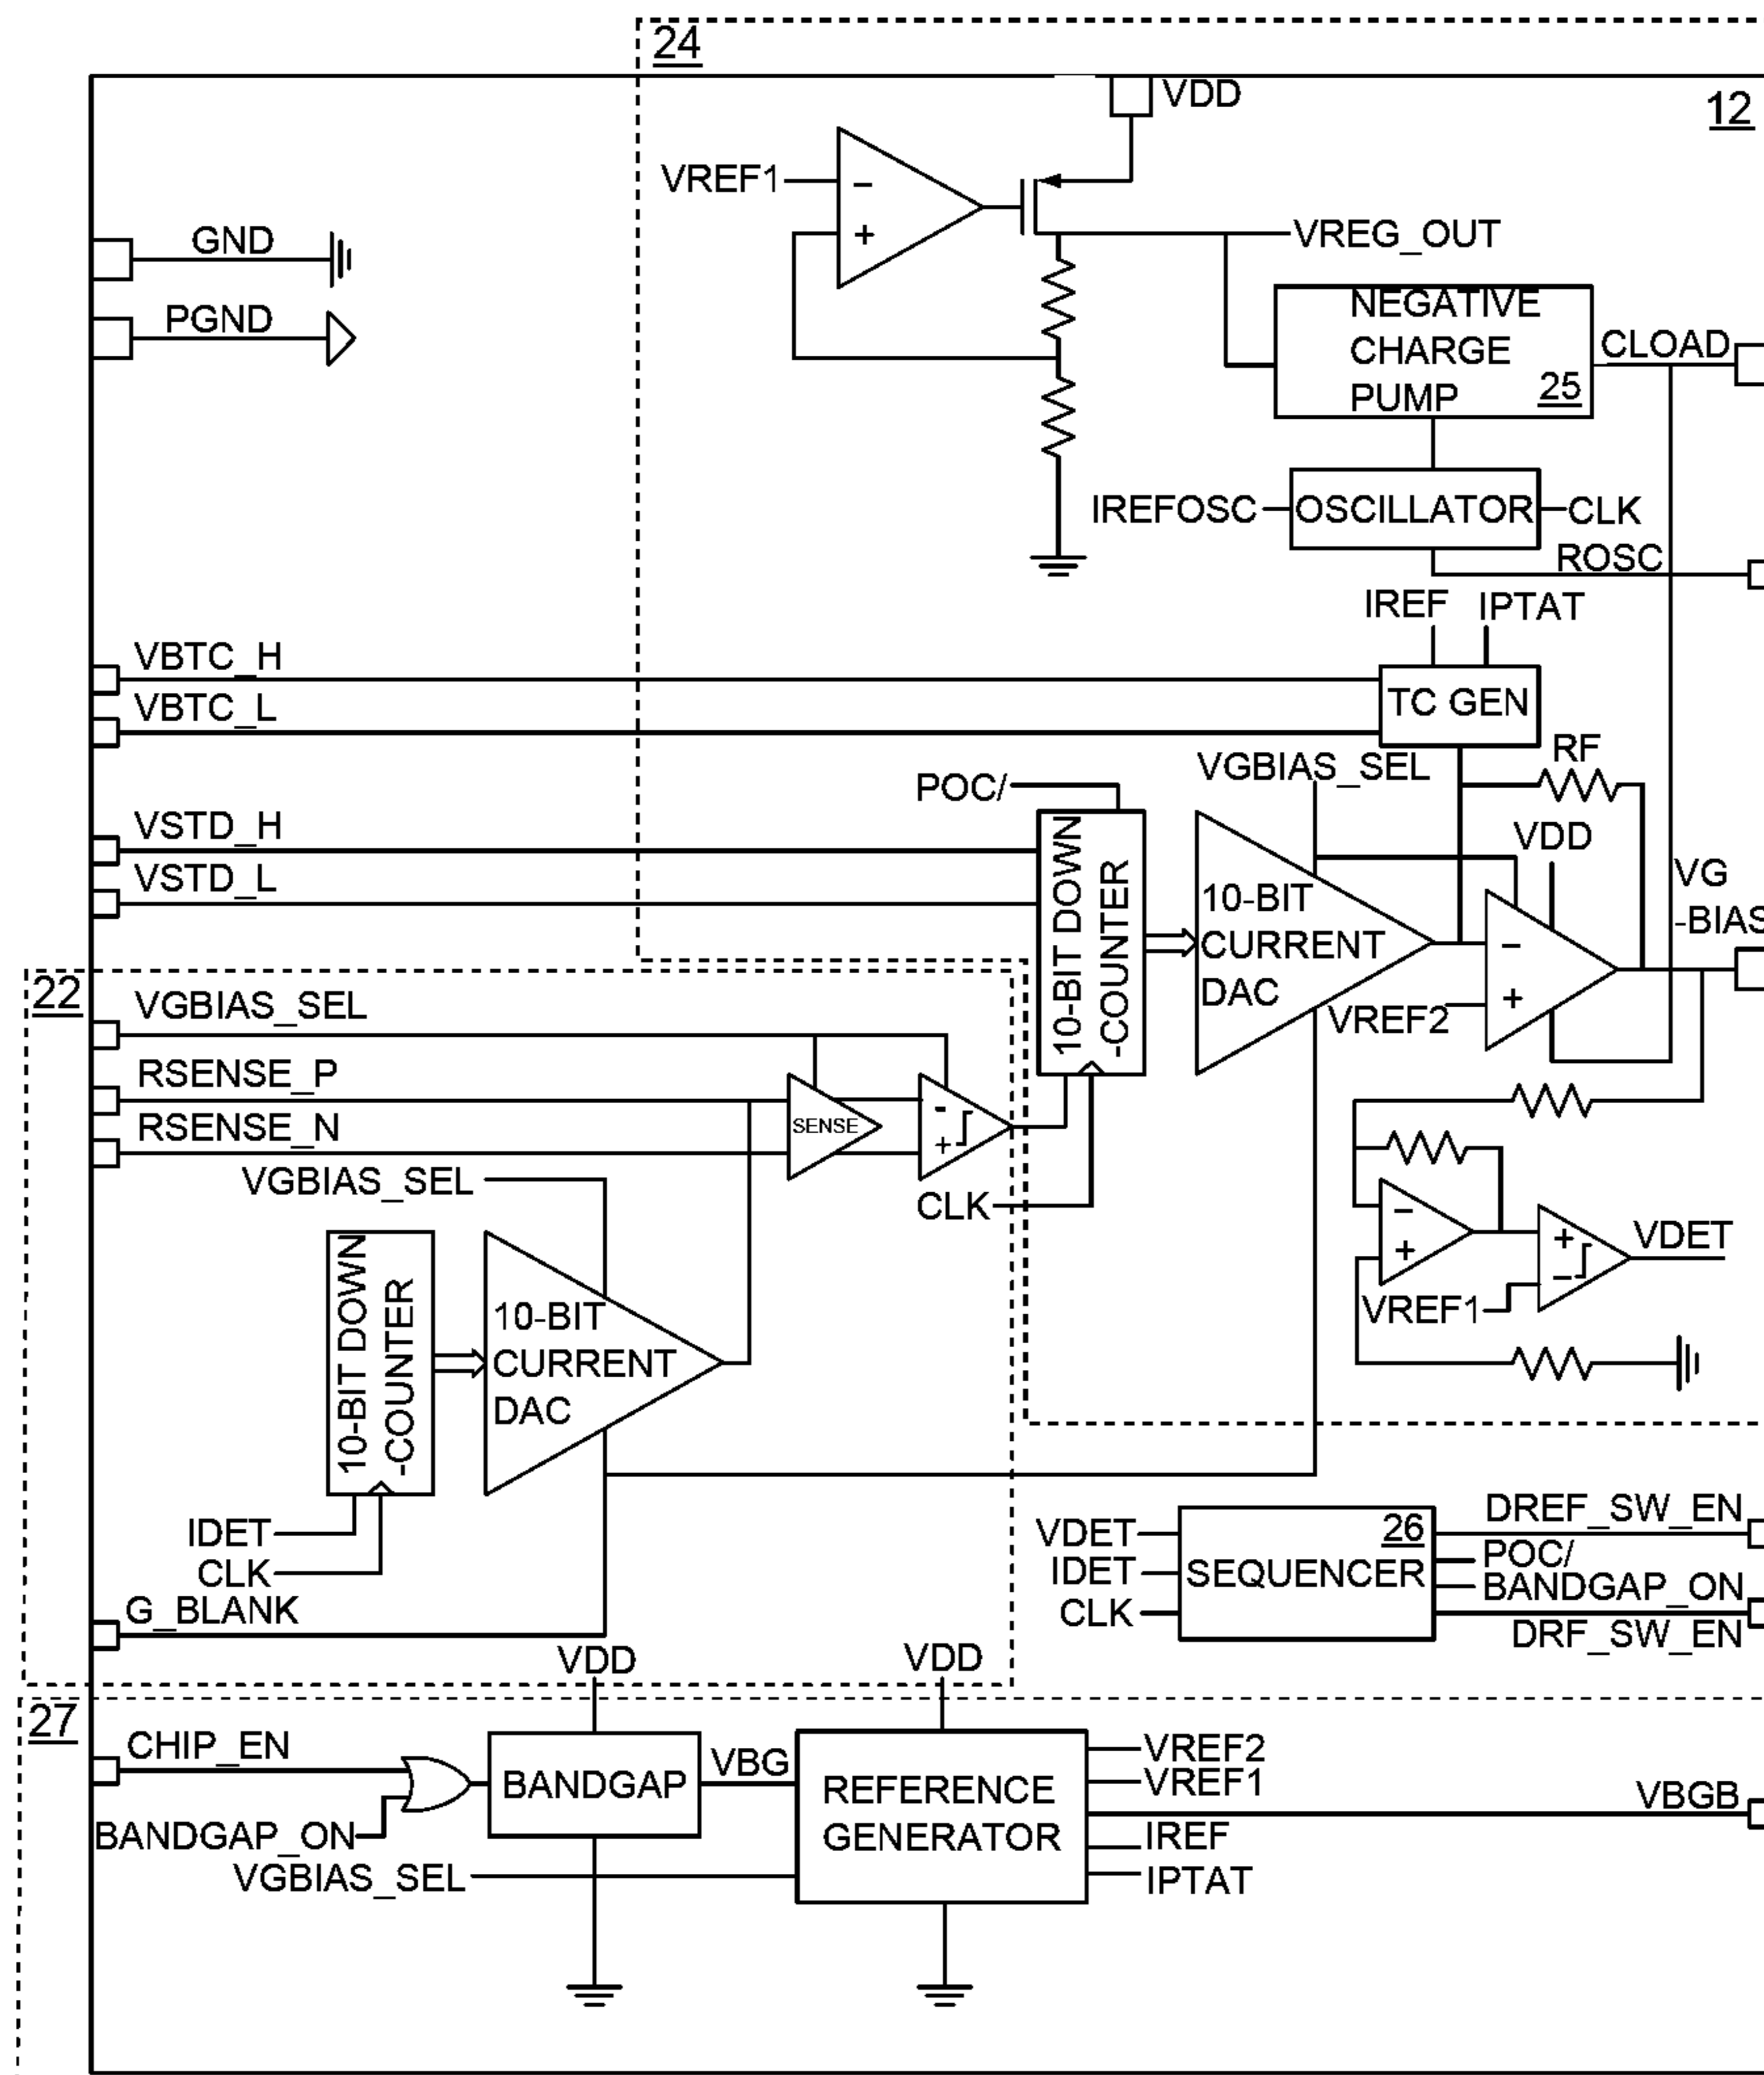 24
VDD
12
VREF1
-
+
GND
VREG_OUT
PGND
NEGATIVE
CHARGE
PUMP
25
CLOAD
IREFOSC
OSCILLATOR
CLK
ROSC
IREF
IPTAT
VBTC_H
VBTC_L
TC GEN
RF
VGBIAS_SEL
POC/
VSTD_H
VSTD_L
VDD
10-BIT DOWN
-COUNTER
10-BIT
CURRENT
DAC
VG
-BIAS
-
+
VREF2
22
VGBIAS_SEL
RSENSE_P
RSENSE_N
SENSE
-
+
VGBIAS_SEL
CLK
10-BIT DOWN
-COUNTER
10-BIT
CURRENT
DAC
-
+
+
-
VDET
VREF1
IDET
CLK
G_BLANK
VDET
IDET
CLK
26
SEQUENCER
DREF_SW_EN
POC/
BANDGAP_ON
DRF_SW_EN
VDD
VDD
27
CHIP_EN
BANDGAP_ON
BANDGAP
VBG
VGBIAS_SEL
REFERENCE
GENERATOR
VREF2
VREF1
VBGB
IREF
IPTAT